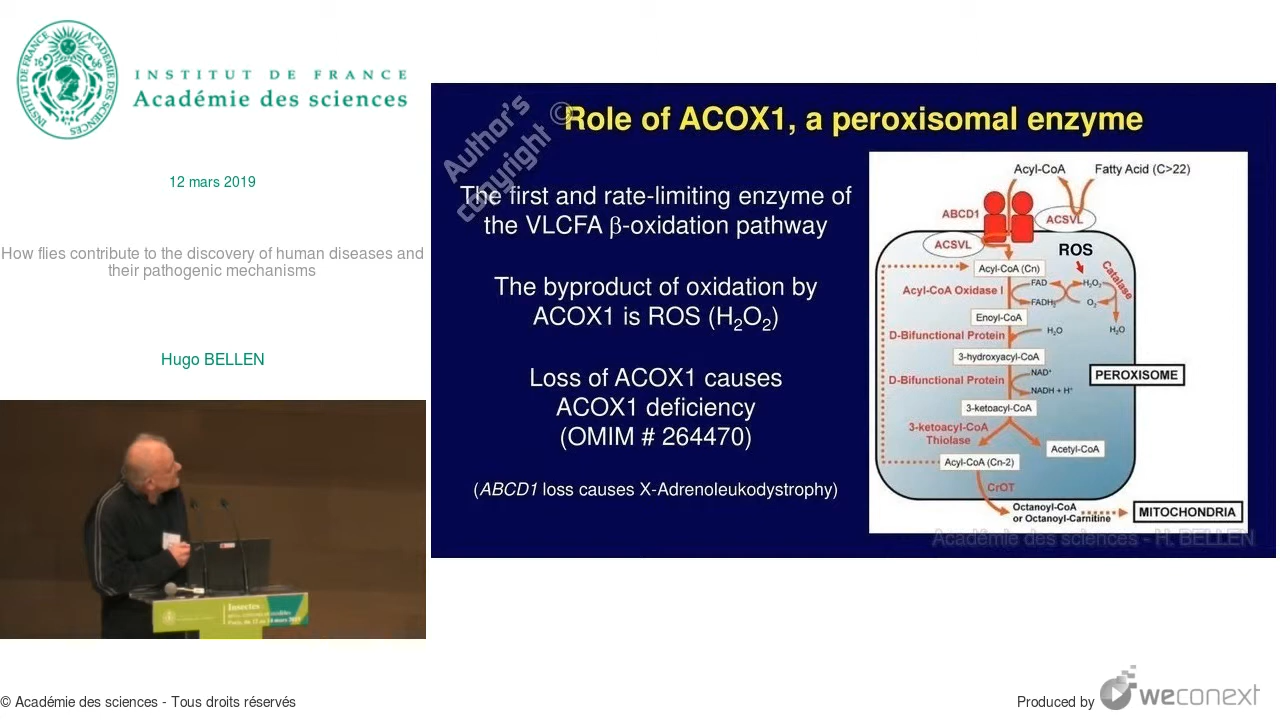 INSTITUT DE FRANCE
Académie des sciences
12 mars 2019
How flies contribute to the discovery of human diseases and
their pathogenic mechanisms
Hugo BELLEN
Insectes
© Académie des sciences - Tous droits réservés
Author's
copyright ©
Role of ACOX1, a peroxisomal enzyme
The first and rate-limiting enzyme of
the VLCFA β-oxidation pathway
The byproduct of oxidation by
ACOX1 is ROS (H₂O₂)
Loss of ACOX1 causes
ACOX1 deficiency
(OMIM # 264470)
(ABCD1 loss causes X-Adrenoleukodystrophy)
Acyl-CoA
Fatty Acid (C>22)
ABCD1
ACSVL
ACSVL
ROS
Acyl-CoA (Cn)
Catalase
Acyl-CoA Oxidase I
FAD
H₂O₂
FADH₂
O₂
Enoyl-CoA
H₂O
H₂O
D-Bifunctional Protein
3-hydroxyacyl-CoA
PEROXISOME
D-Bifunctional Protein
NAD⁺
NADH + H⁺
3-ketoacyl-CoA
3-ketoacyl-CoA
Thiolase
Acetyl-CoA
Acyl-CoA (Cn-2)
CrOT
Octanoyl-CoA
or Octanoyl-Carnitine
MITOCHONDRIA
Académie des sciences - H. BELLEN
Produced by weconext